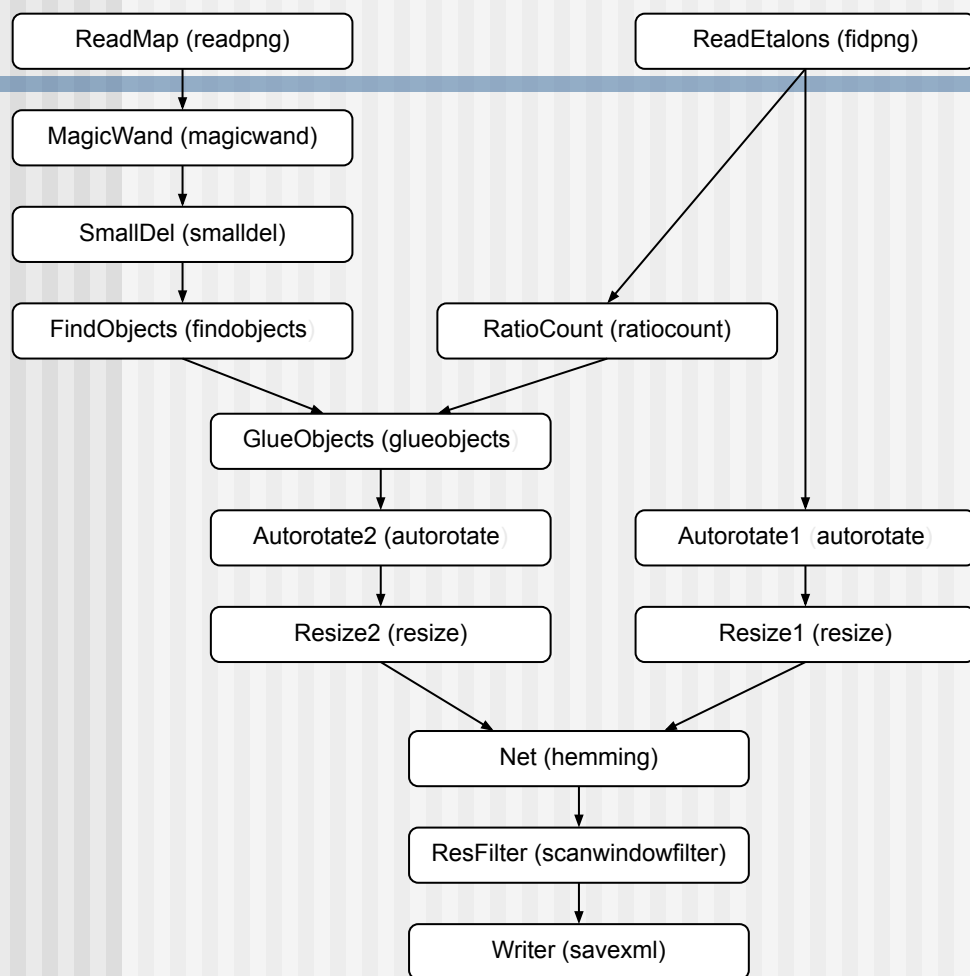 ReadMap (readpng)
ReadEtalons (fidpng)
MagicWand (magicwand)
SmallDel (smalldel)
FindObjects (findobjects)
RatioCount (ratiocount)
GlueObjects (glueobjects)
Autorotate2 (autorotate)
Autorotate1 (autorotate)
Resize2 (resize)
Resize1 (resize)
Net (hemming)
ResFilter (scanwindowfilter)
Writer (savexml)